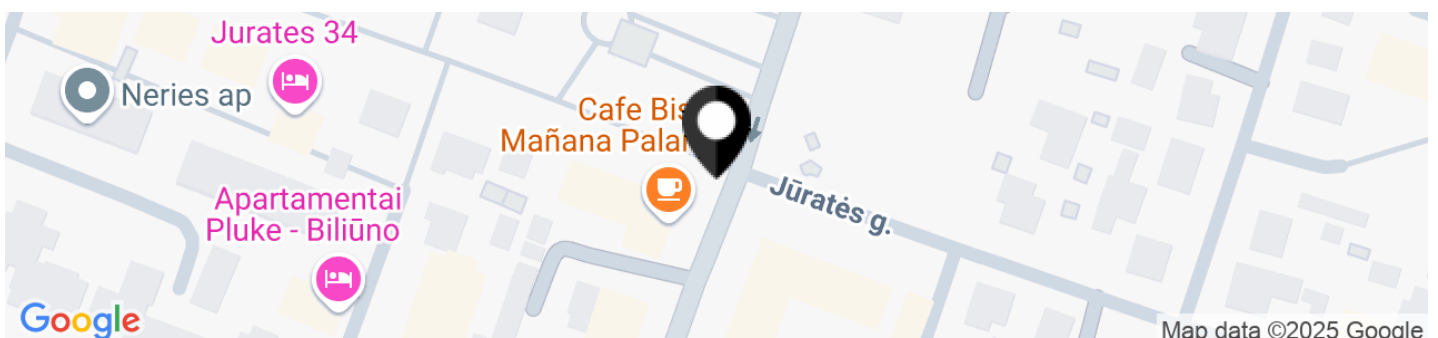 Jurates 34
Neries ap
Cafe Bis
Mañana Palan
Jūratės g.
Apartamentai
Pluke - Biliūno
Google
Map data ©2025 Google